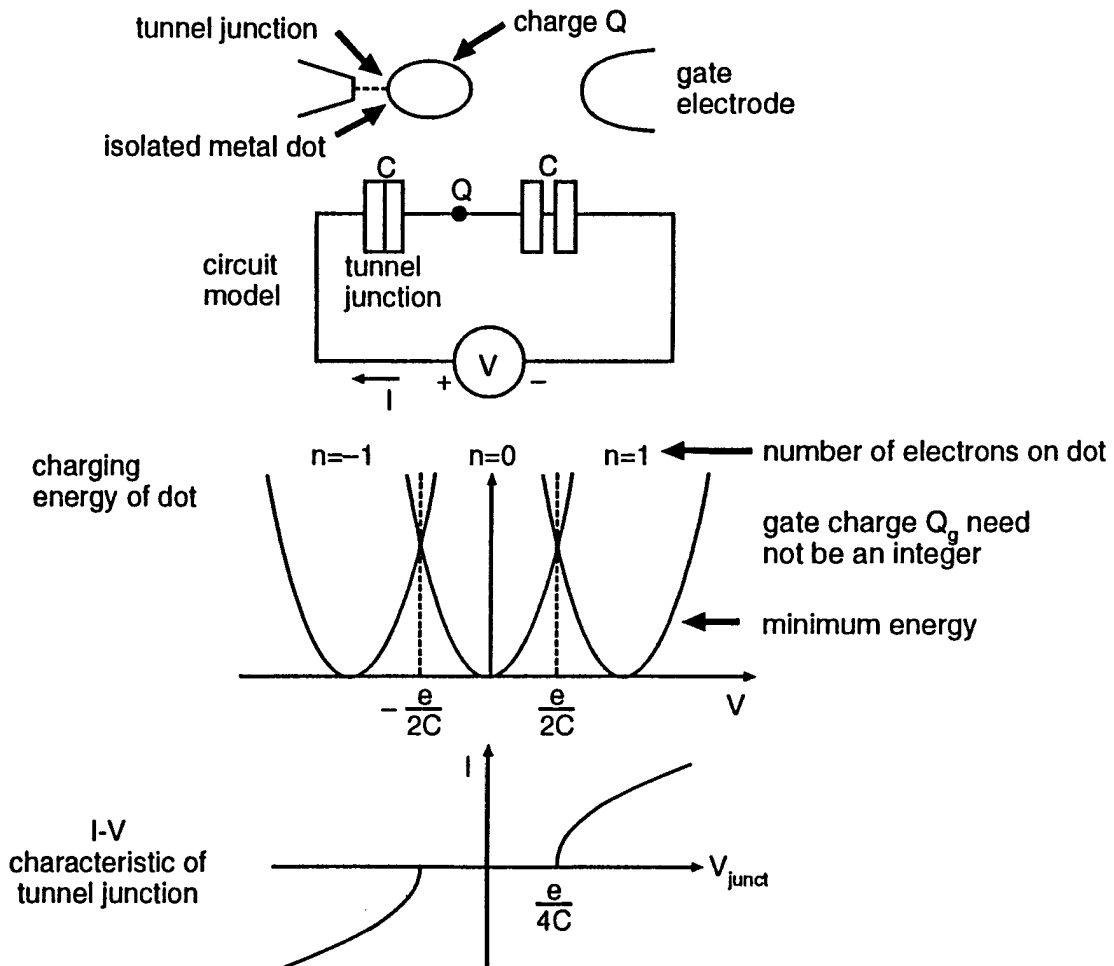 tunnel junction
charge Q
gate
electrode
isolated metal dot
C
C
Q
circuit
model
tunnel
junction
V
+
−
I
charging
energy of dot
n=−1
n=0
n=1
number of electrons on dot
gate charge Qg need
not be an integer
minimum energy
− e
2C
e
2C
V
I
I-V
characteristic of
tunnel junction
Vjunct
e
4C